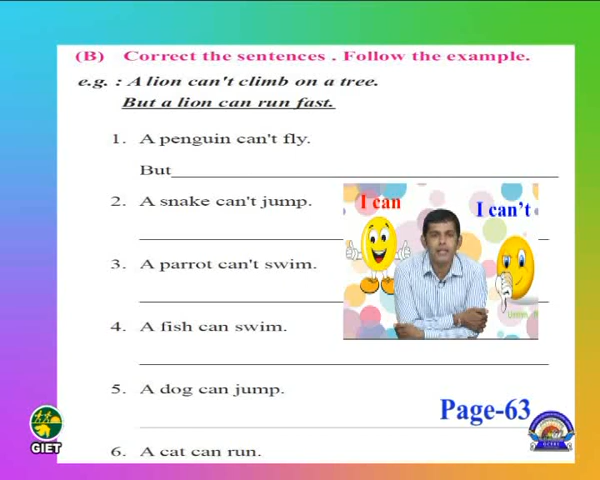 (B) Correct the sentences . Follow the example.
e.g. : A lion can't climb on a tree.
But a lion can run fast.
1. A penguin can't fly.
But
2. A snake can't jump.
I can
I can't
3. A parrot can't swim.
4. A fish can swim.
5. A dog can jump.
Page-63
GIET
6. A cat can run.